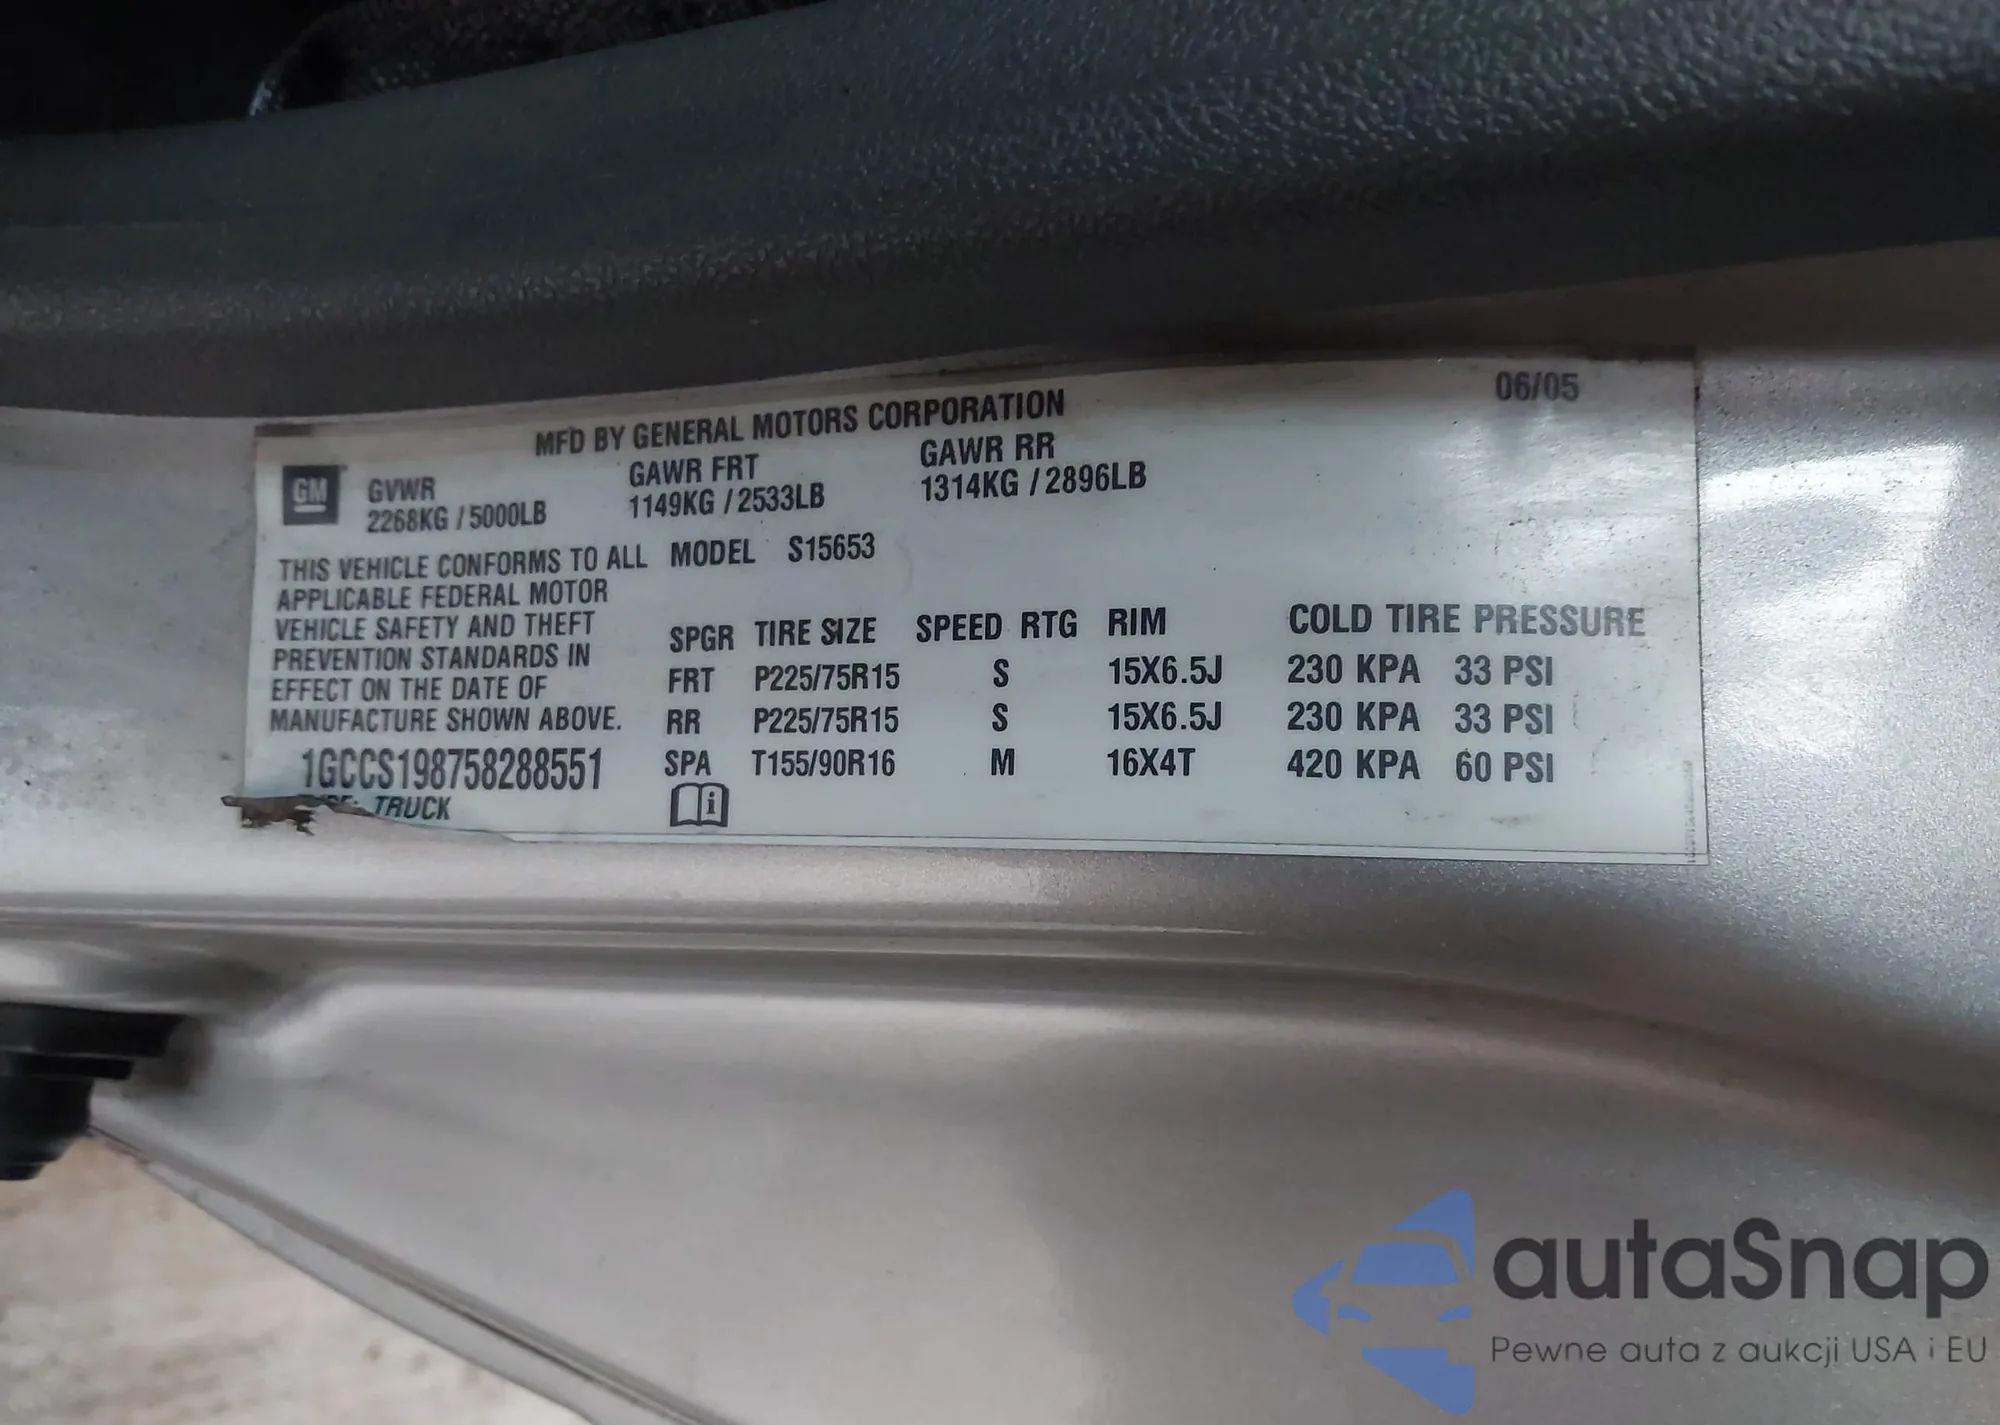 06/05
MFD BY GENERAL MOTORS CORPORATION
GM
GVWR GAWR FRT GAWR RR
2268KG / 5000LB 1149KG / 2533LB 1314KG / 2896LB
THIS VEHICLE CONFORMS TO ALL
APPLICABLE FEDERAL MOTOR
VEHICLE SAFETY AND THEFT
PREVENTION STANDARDS IN
EFFECT ON THE DATE OF
MANUFACTURE SHOWN ABOVE.
1GCCS198758288551
TRUCK
MODEL S15653
SPGR TIRE SIZE SPEED RTG RIM COLD TIRE PRESSURE
FRT P225/75R15 S 15X6.5J 230 KPA 33 PSI
RR P225/75R15 S 15X6.5J 230 KPA 33 PSI
SPA T155/90R16 M 16X4T 420 KPA 60 PSI
i
autaSnap
Pewne auta z aukcji USA i EU